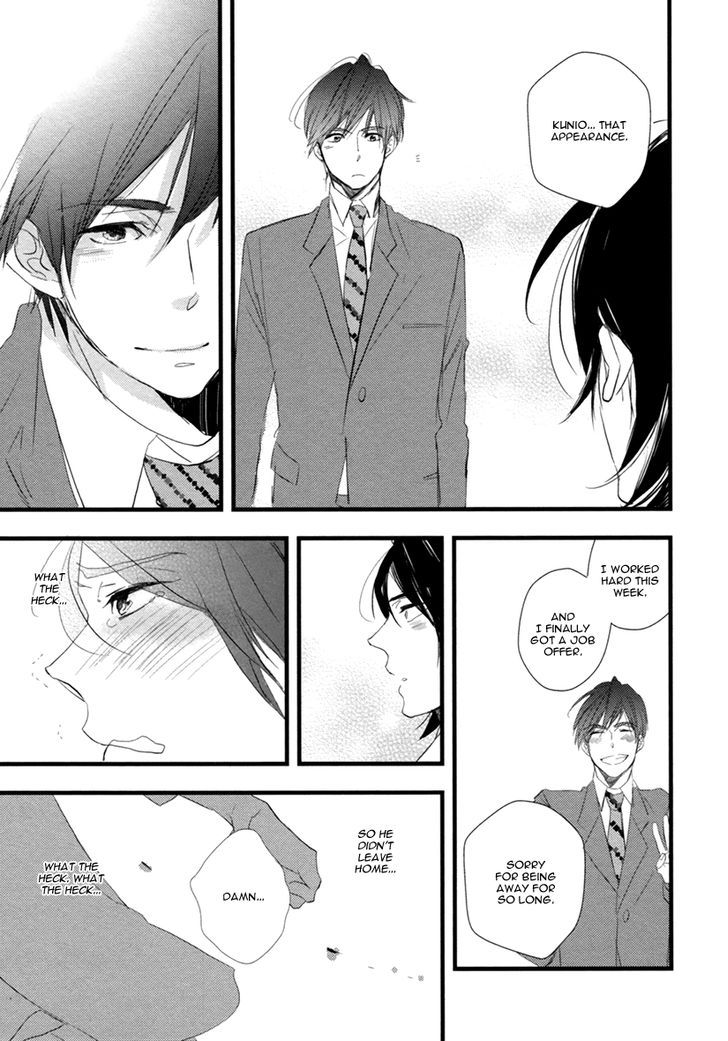 KUNIO... THAT
APPEARANCE.
I WORKED
HARD THIS
WEEK.
AND
I FINALLY
GOT A JOB
OFFER.
SORRY
FOR BEING
AWAY FOR
SO LONG.
WHAT
THE
HECK...
SO HE
DIDN'T
LEAVE
HOME...
DAMN...
WHAT THE
HECK. WHAT
THE HECK...